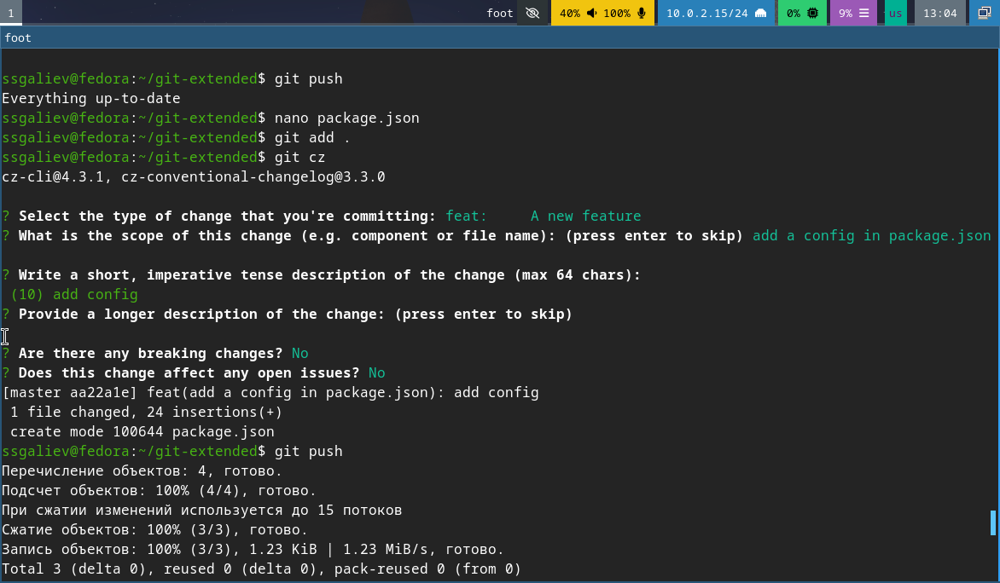 1 foot 40% 100% 10.0.2.15/24 0% 9% us 13:04
foot
ssgaliev@fedora:~/git-extended$ git push
Everything up-to-date
ssgaliev@fedora:~/git-extended$ nano package.json
ssgaliev@fedora:~/git-extended$ git add .
ssgaliev@fedora:~/git-extended$ git cz
cz-cli@4.3.1, cz-conventional-changelog@3.3.0
? Select the type of change that you're committing: feat:     A new feature
? What is the scope of this change (e.g. component or file name): (press enter to skip) add a config in package.json
? Write a short, imperative tense description of the change (max 64 chars):
(10) add config
? Provide a longer description of the change: (press enter to skip)
? Are there any breaking changes? No
? Does this change affect any open issues? No
[master aa22a1e] feat(add a config in package.json): add config
1 file changed, 24 insertions(+)
create mode 100644 package.json
ssgaliev@fedora:~/git-extended$ git push
Перечисление объектов: 4, готово.
Подсчет объектов: 100% (4/4), готово.
При сжатии изменений используется до 15 потоков
Сжатие объектов: 100% (3/3), готово.
Запись объектов: 100% (3/3), 1.23 KiB | 1.23 MiB/s, готово.
Total 3 (delta 0), reused 0 (delta 0), pack-reused 0 (from 0)